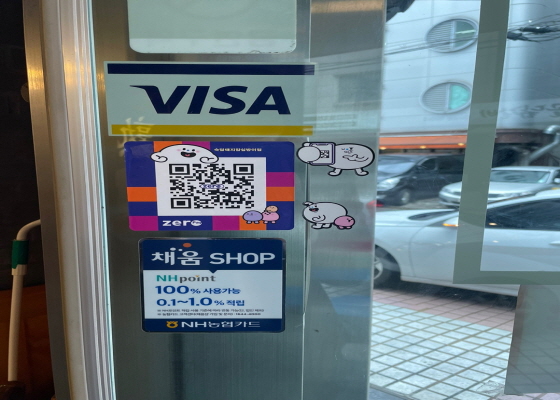 VISA
zero
채움 SHOP
NHpoint
100% 사용가능
0.1~1.0% 적립
NH농협카드